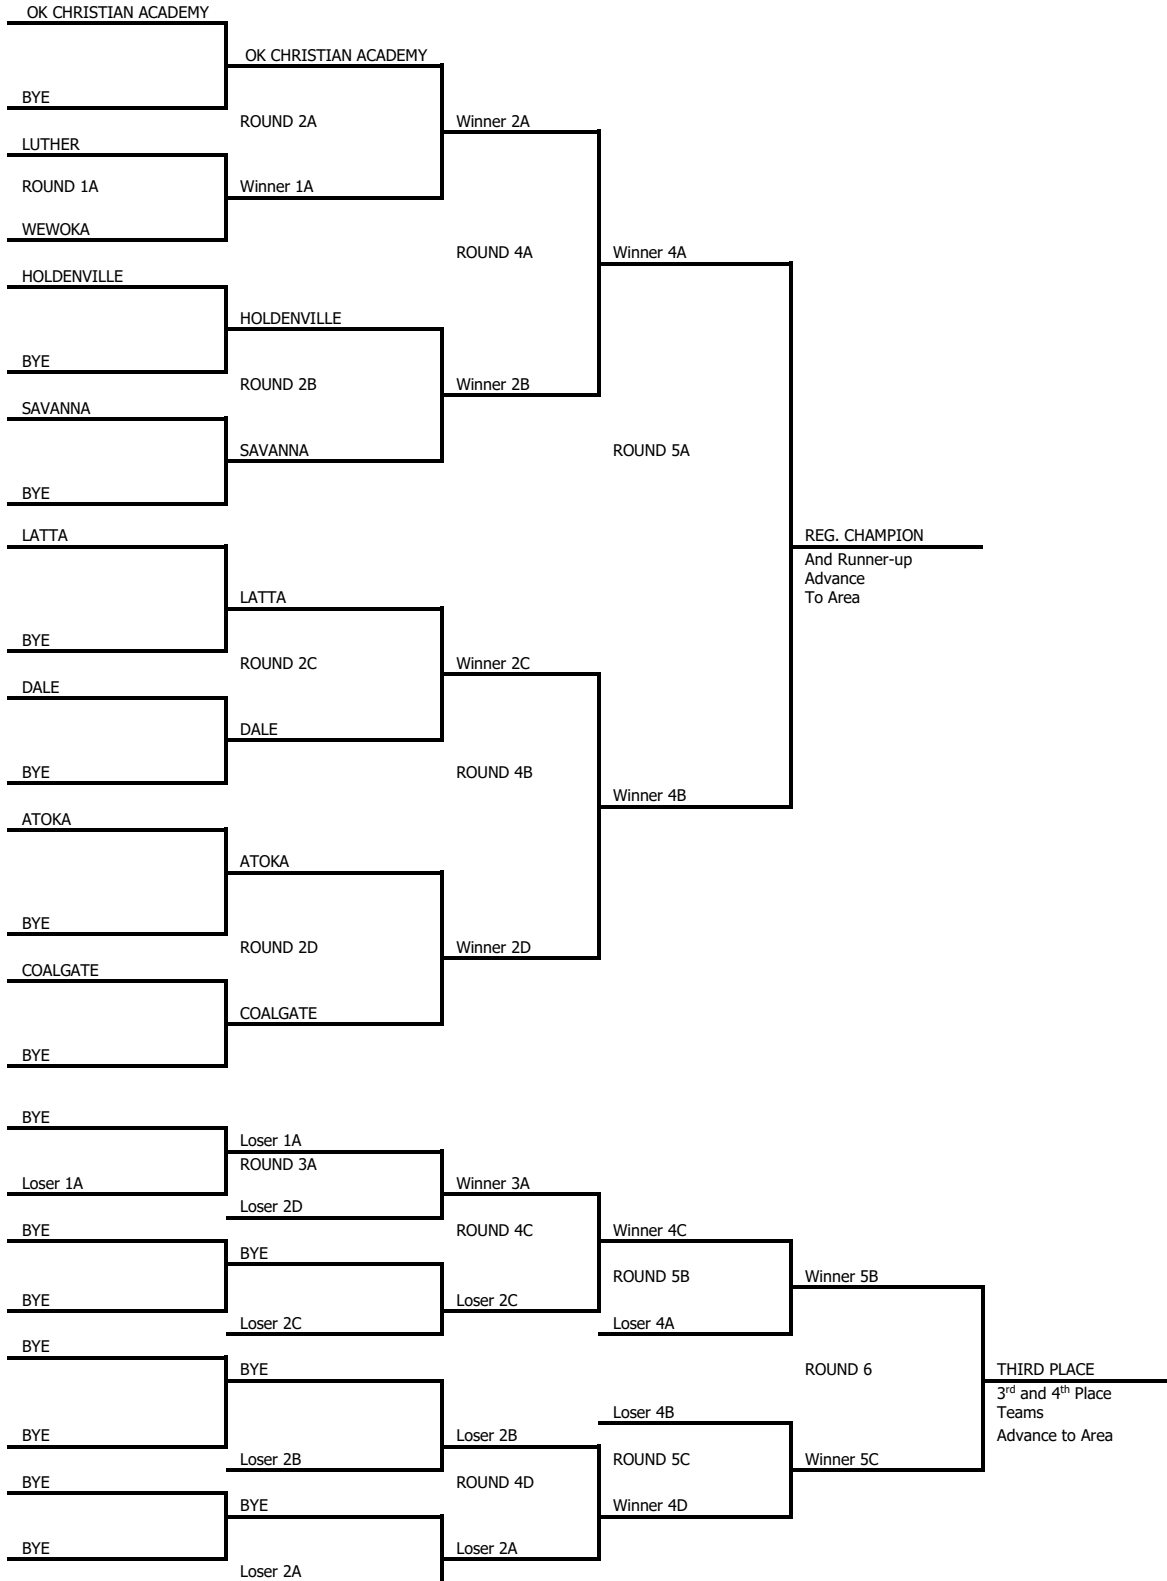 OK CHRISTIAN ACADEMY
OK CHRISTIAN ACADEMY
BYE
ROUND 2A
Winner 2A
LUTHER
ROUND 1A
Winner 1A
WEWOKA
ROUND 4A
Winner 4A
HOLDENVILLE
HOLDENVILLE
BYE
ROUND 2B
Winner 2B
SAVANNA
SAVANNA
ROUND 5A
BYE
LATTA
REG. CHAMPION
And Runner-up
Advance
To Area
LATTA
BYE
ROUND 2C
Winner 2C
DALE
DALE
BYE
ROUND 4B
Winner 4B
ATOKA
ATOKA
BYE
ROUND 2D
Winner 2D
COALGATE
COALGATE
BYE
BYE
Loser 1A
ROUND 3A
Loser 1A
Winner 3A
Loser 2D
BYE
ROUND 4C
Winner 4C
BYE
ROUND 5B
Winner 5B
BYE
Loser 2C
Loser 2C
Loser 4A
BYE
BYE
ROUND 6
THIRD PLACE
3rd and 4th Place
Teams
Advance to Area
Loser 4B
BYE
Loser 2B
Loser 2B
ROUND 5C
Winner 5C
BYE
ROUND 4D
BYE
Winner 4D
BYE
Loser 2A
Loser 2A